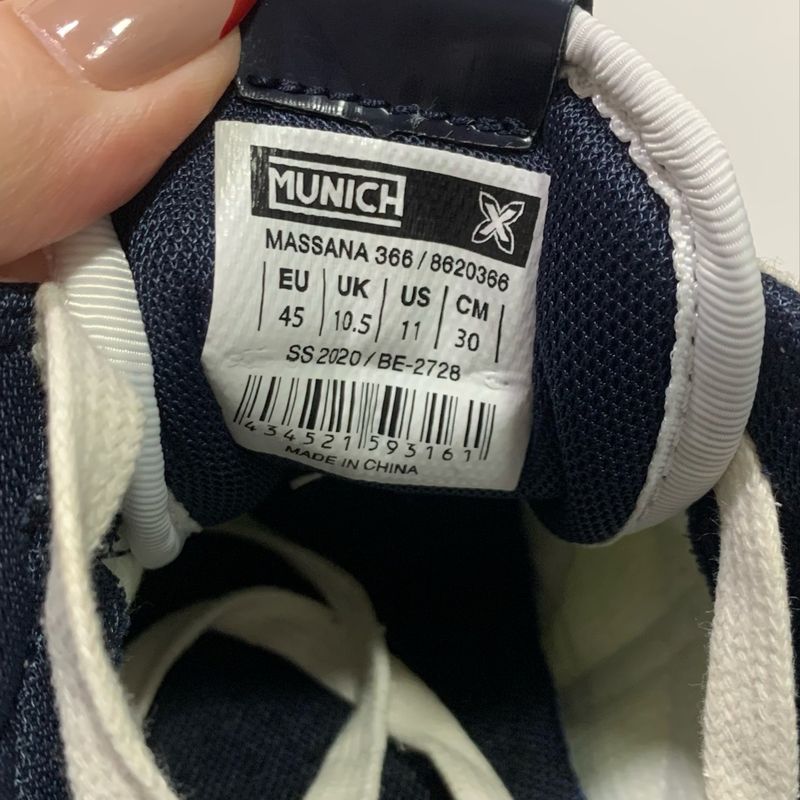 MUNICH
MASSANA 366 / 8620366
EU UK US CM
45 10.5 11 30
SS 2020 / BE-2728
434521593161
MADE IN CHINA